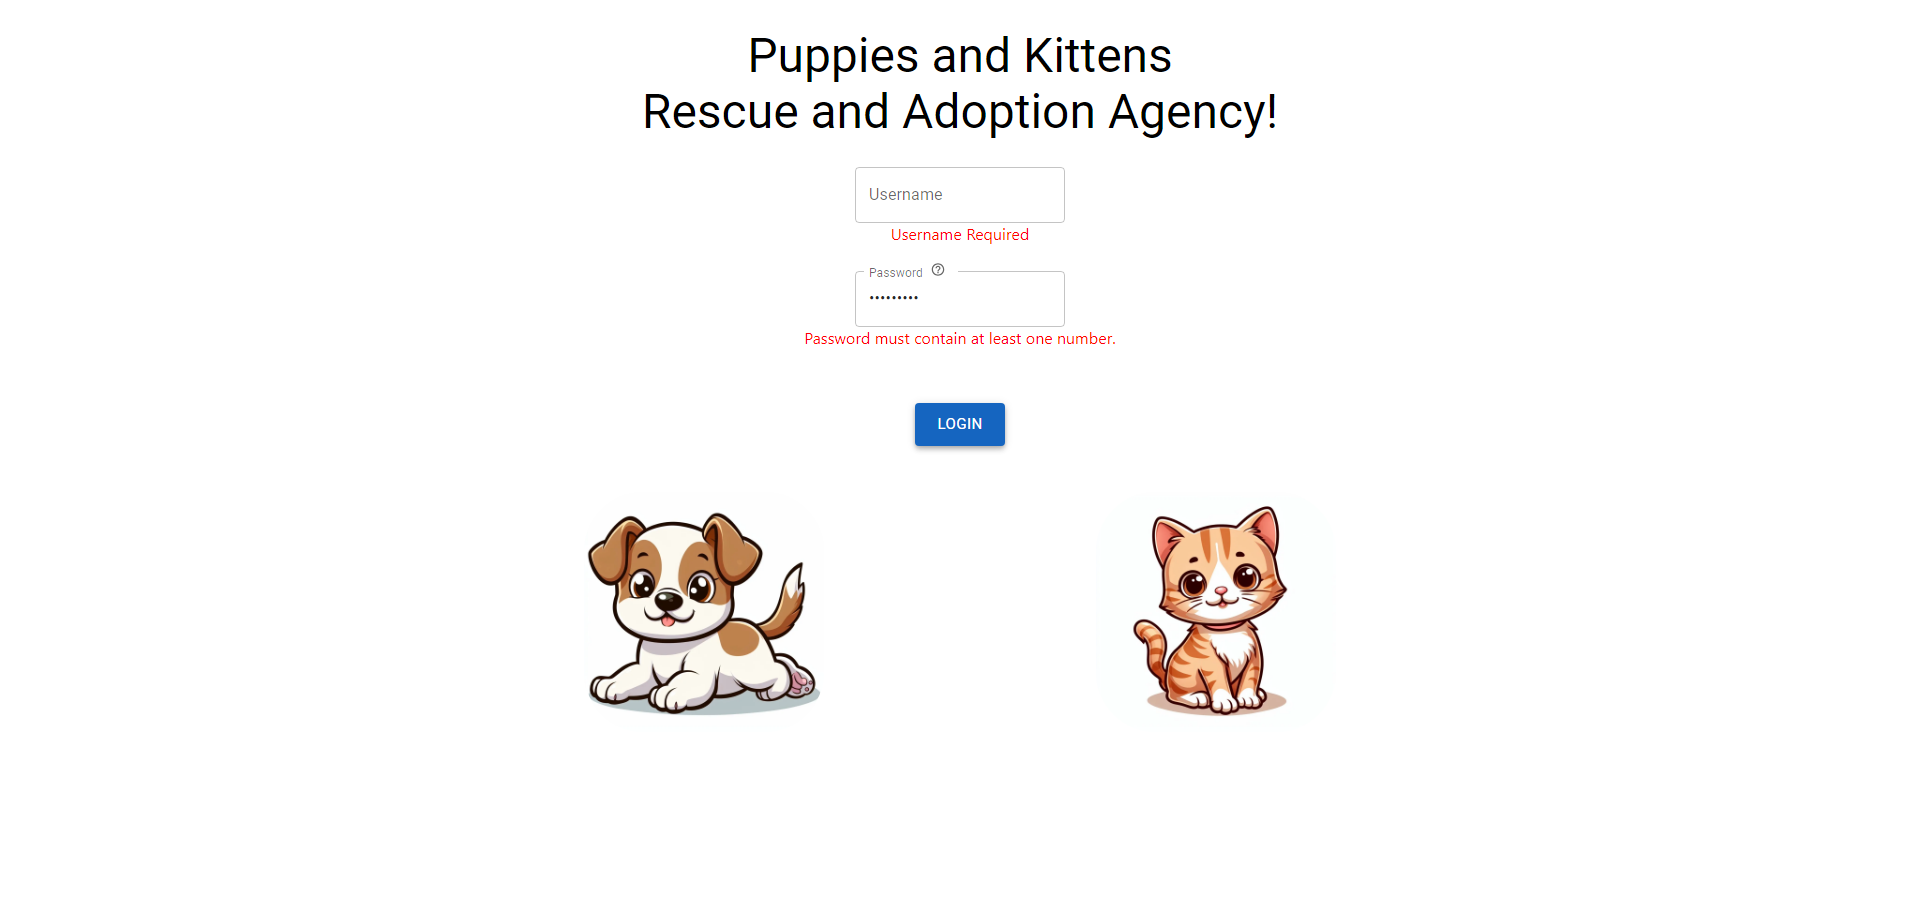 Puppies and Kittens
Rescue and Adoption Agency!
Username
Username Required
Password ?
•••••••••
Password must contain at least one number.
LOGIN